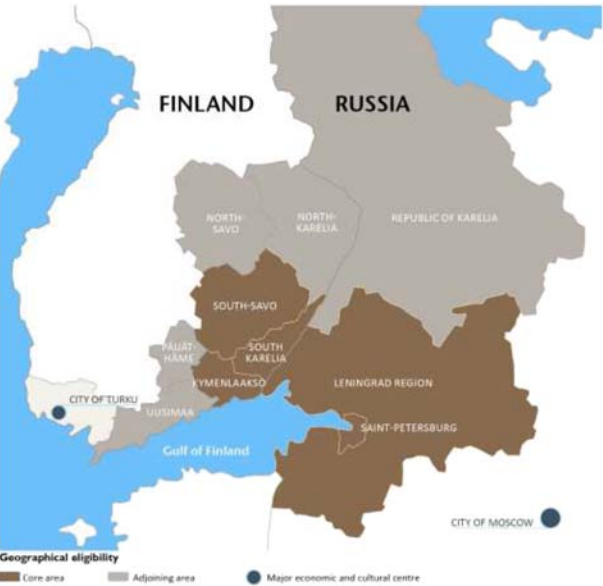 FINLAND
RUSSIA
NORTH-
SAVO
NORTH-
KARELIA
REPUBLIC OF KARELIA
SOUTH-SAVO
PÄIJÄT-
HÄME
SOUTH
KARELIA
KYMENLAAKSO
LENINGRAD REGION
CITY OF TURKU
UUSIMAA
SAINT-PETERSBURG
Gulf of Finland
CITY OF MOSCOW
Geographical eligibility
Core area
Adjoining area
Major economic and cultural centre